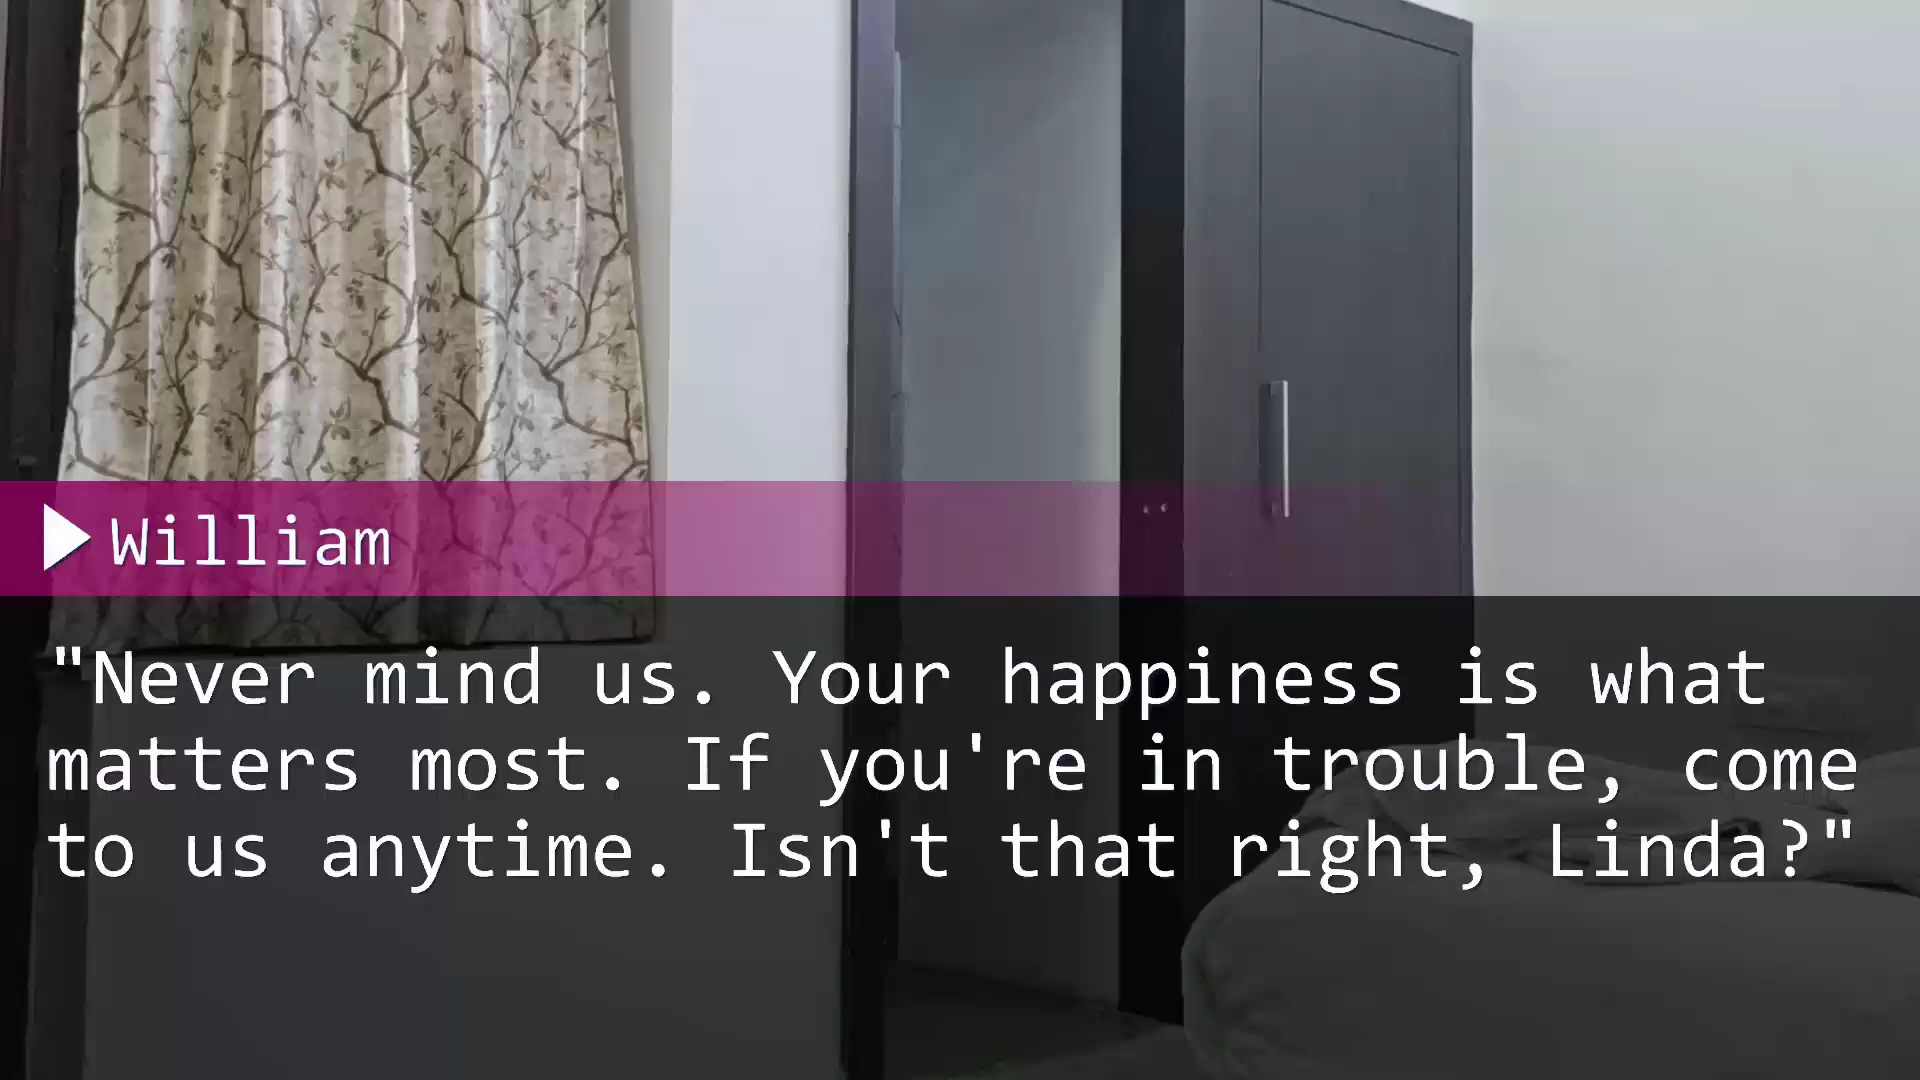 William
"Never mind us. Your happiness is what
matters most. If you're in trouble, come
to us anytime. Isn't that right, Linda?"